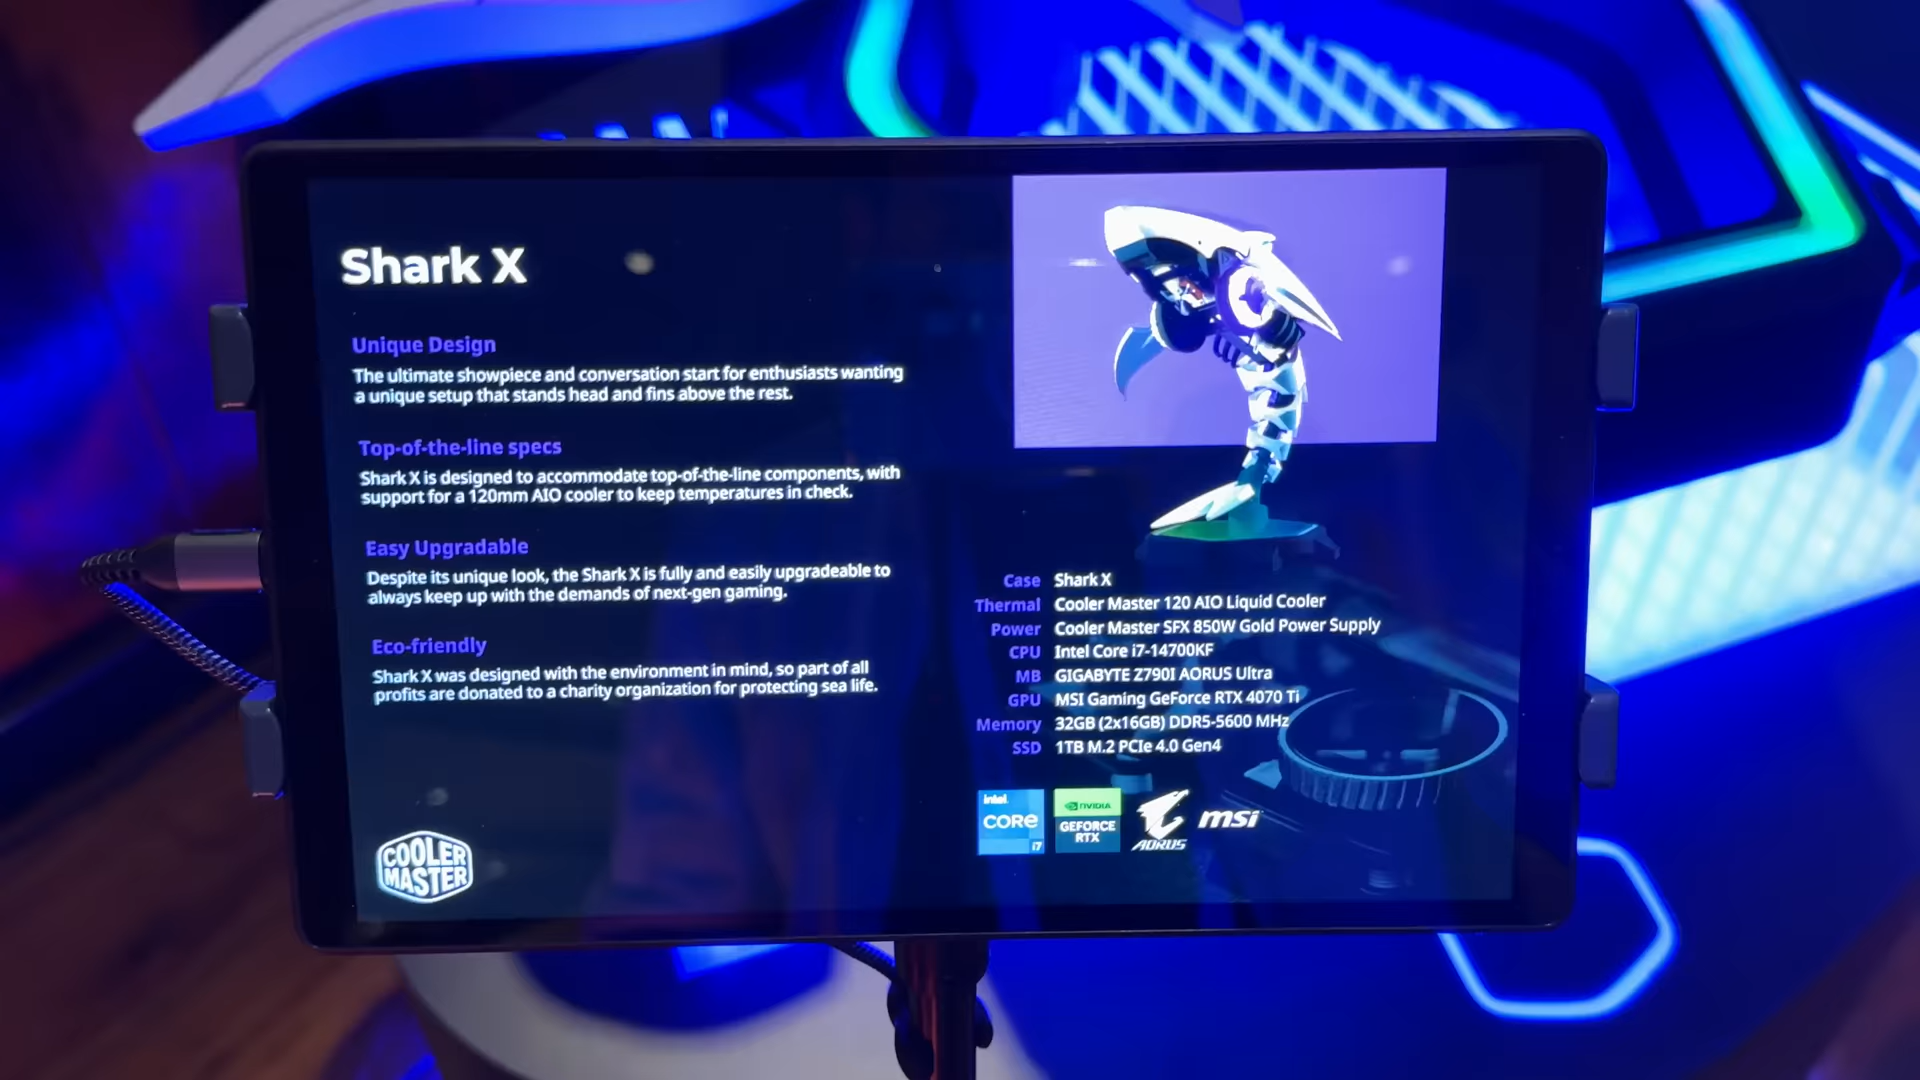 Shark X
Unique Design
The ultimate showpiece and conversation start for enthusiasts wanting
a unique setup that stands head and fins above the rest.
Top-of-the-line specs
Shark X is designed to accommodate top-of-the-line components, with
support for a 120mm AIO cooler to keep temperatures in check.
Easy Upgradable
Despite its unique look, the Shark X is fully and easily upgradeable to
always keep up with the demands of next-gen gaming.
Eco-friendly
Shark X was designed with the environment in mind, so part of all
profits are donated to a charity organization for protecting sea life.
COOLER
MASTER
Case Shark X
Thermal Cooler Master 120 AIO Liquid Cooler
Power Cooler Master SFX 850W Gold Power Supply
CPU Intel Core i7-14700KF
MB GIGABYTE Z790I AORUS Ultra
GPU MSI Gaming GeForce RTX 4070 Ti
Memory 32GB (2x16GB) DDR5-5600 MHz
SSD 1TB M.2 PCIe 4.0 Gen4
intel.
CORE
i7
NVIDIA
GEFORCE
RTX
AORUS
msi